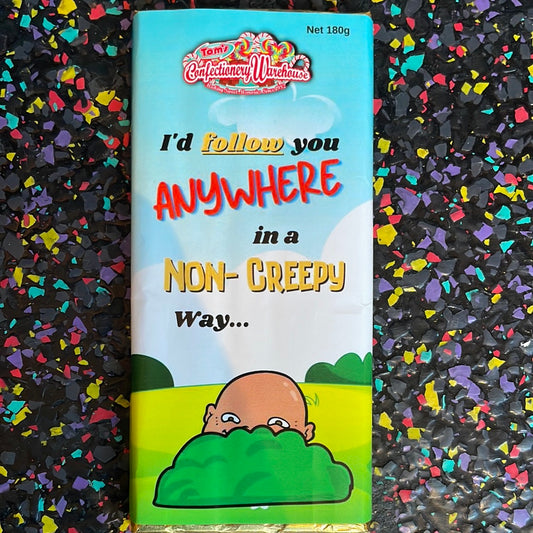 Net 180g
Tom's
Confectionery Warehouse
I'd follow you
ANYWHERE
in a
NON- CREEPY
Way...